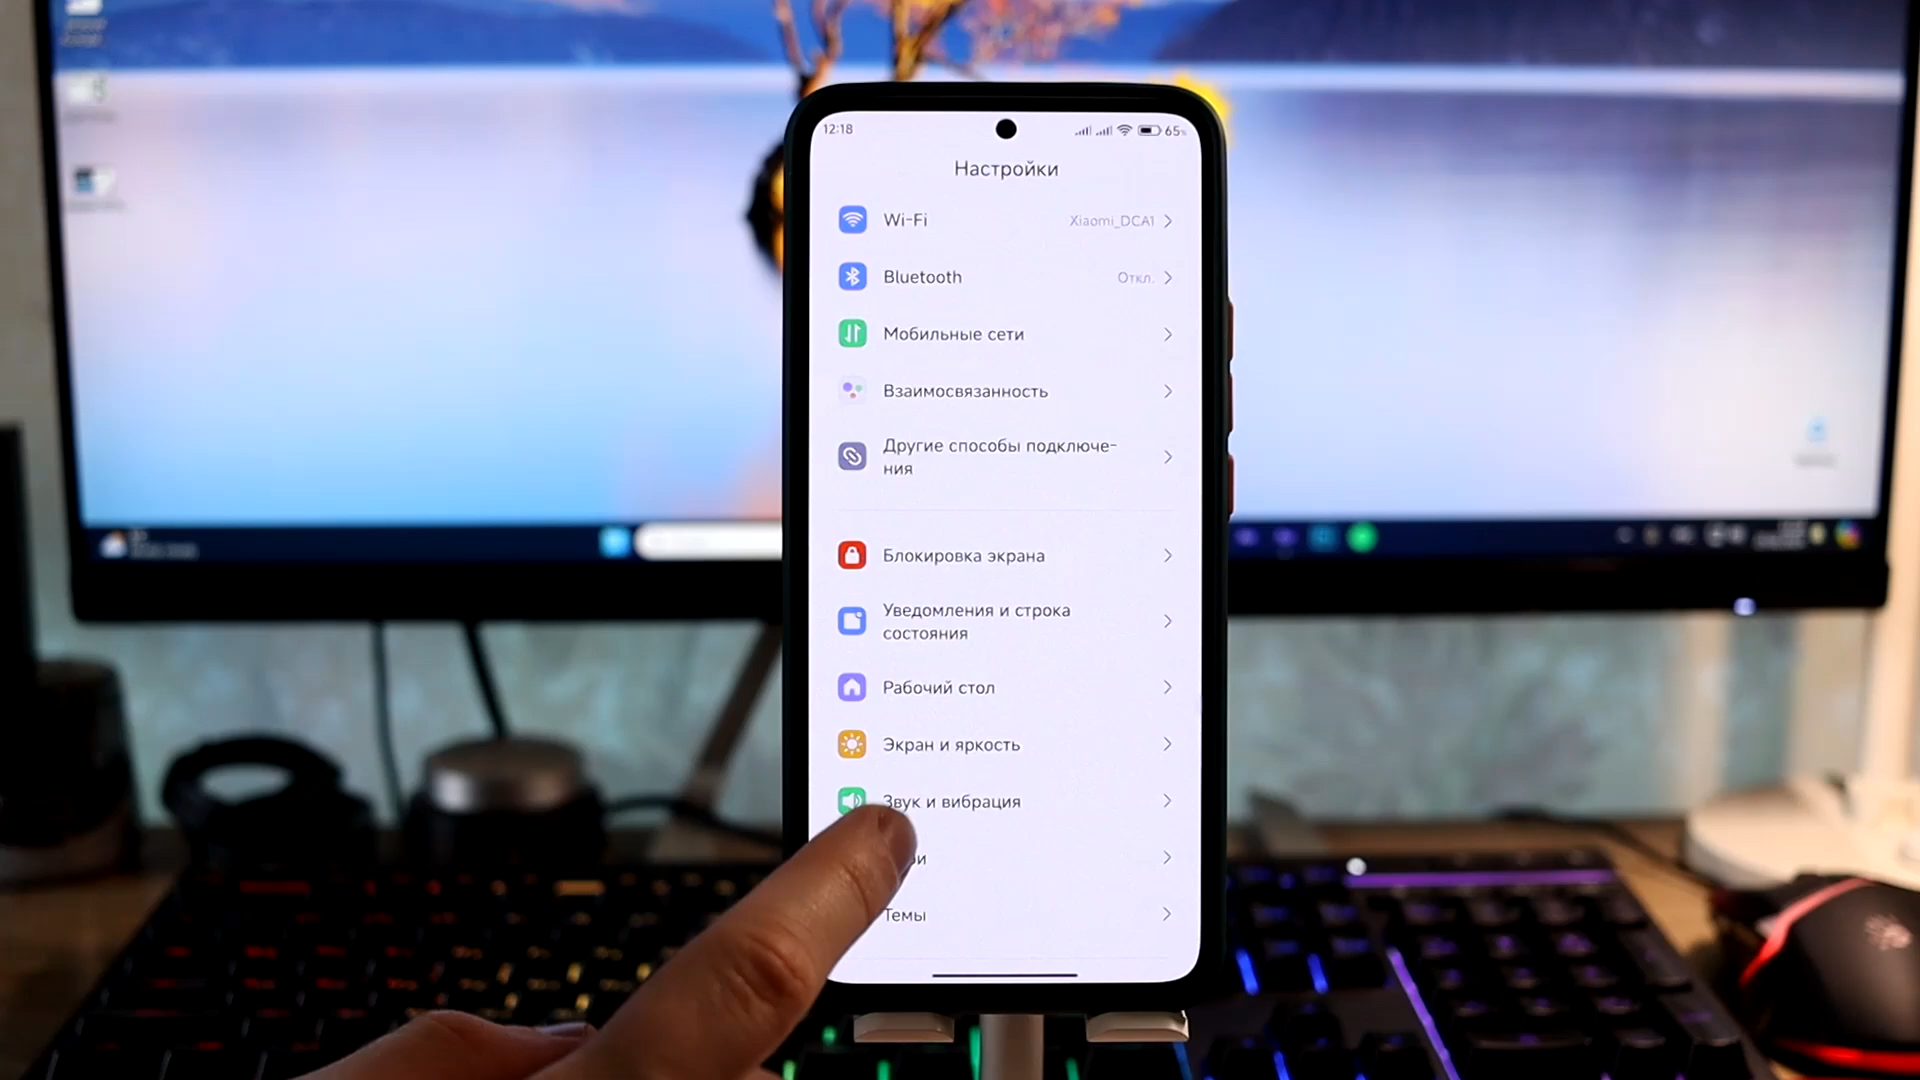 12:18
65%
Настройки
Wi-Fi
Xiaomi_DCA1
Bluetooth
Откл.
Мобильные сети
Взаимосвязанность
Другие способы подключе-
ния
Блокировка экрана
Уведомления и строка
состояния
Рабочий стол
Экран и яркость
Звук и вибрация
Темы